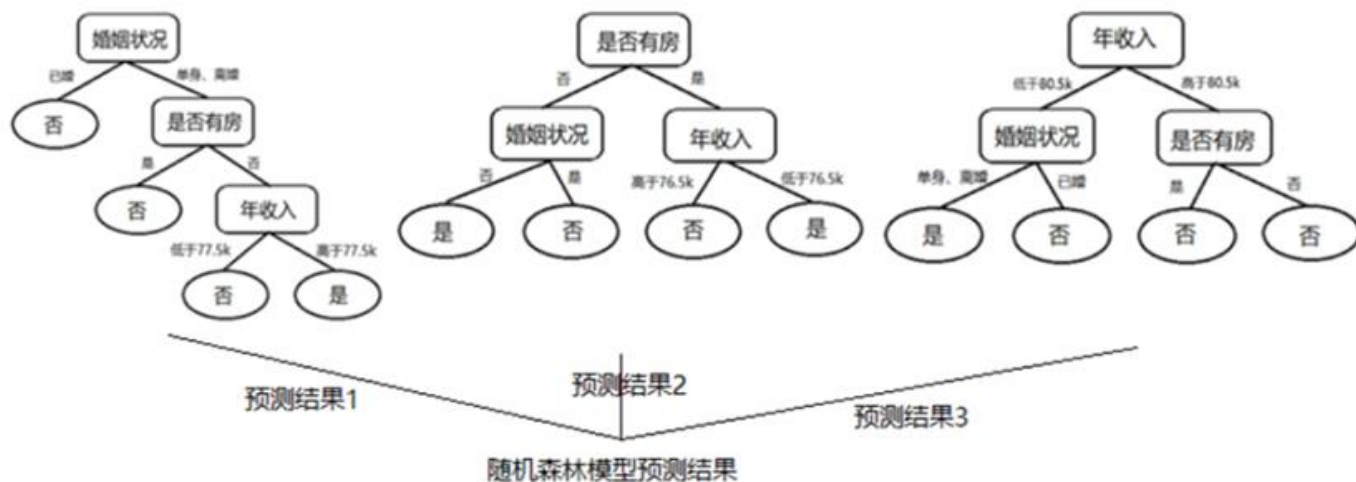 婚姻状况
已婚
单身、离婚
否
是否有房
是
否
否
年收入
低于77.5k
高于77.5k
否
是
是否有房
否
是
婚姻状况
年收入
否
是
高于76.5k
低于76.5k
是
否
否
是
年收入
低于80.5k
高于80.5k
婚姻状况
是否有房
单身、离婚
已婚
是
否
是
否
否
否
预测结果1
预测结果2
预测结果3
随机森林模型预测结果